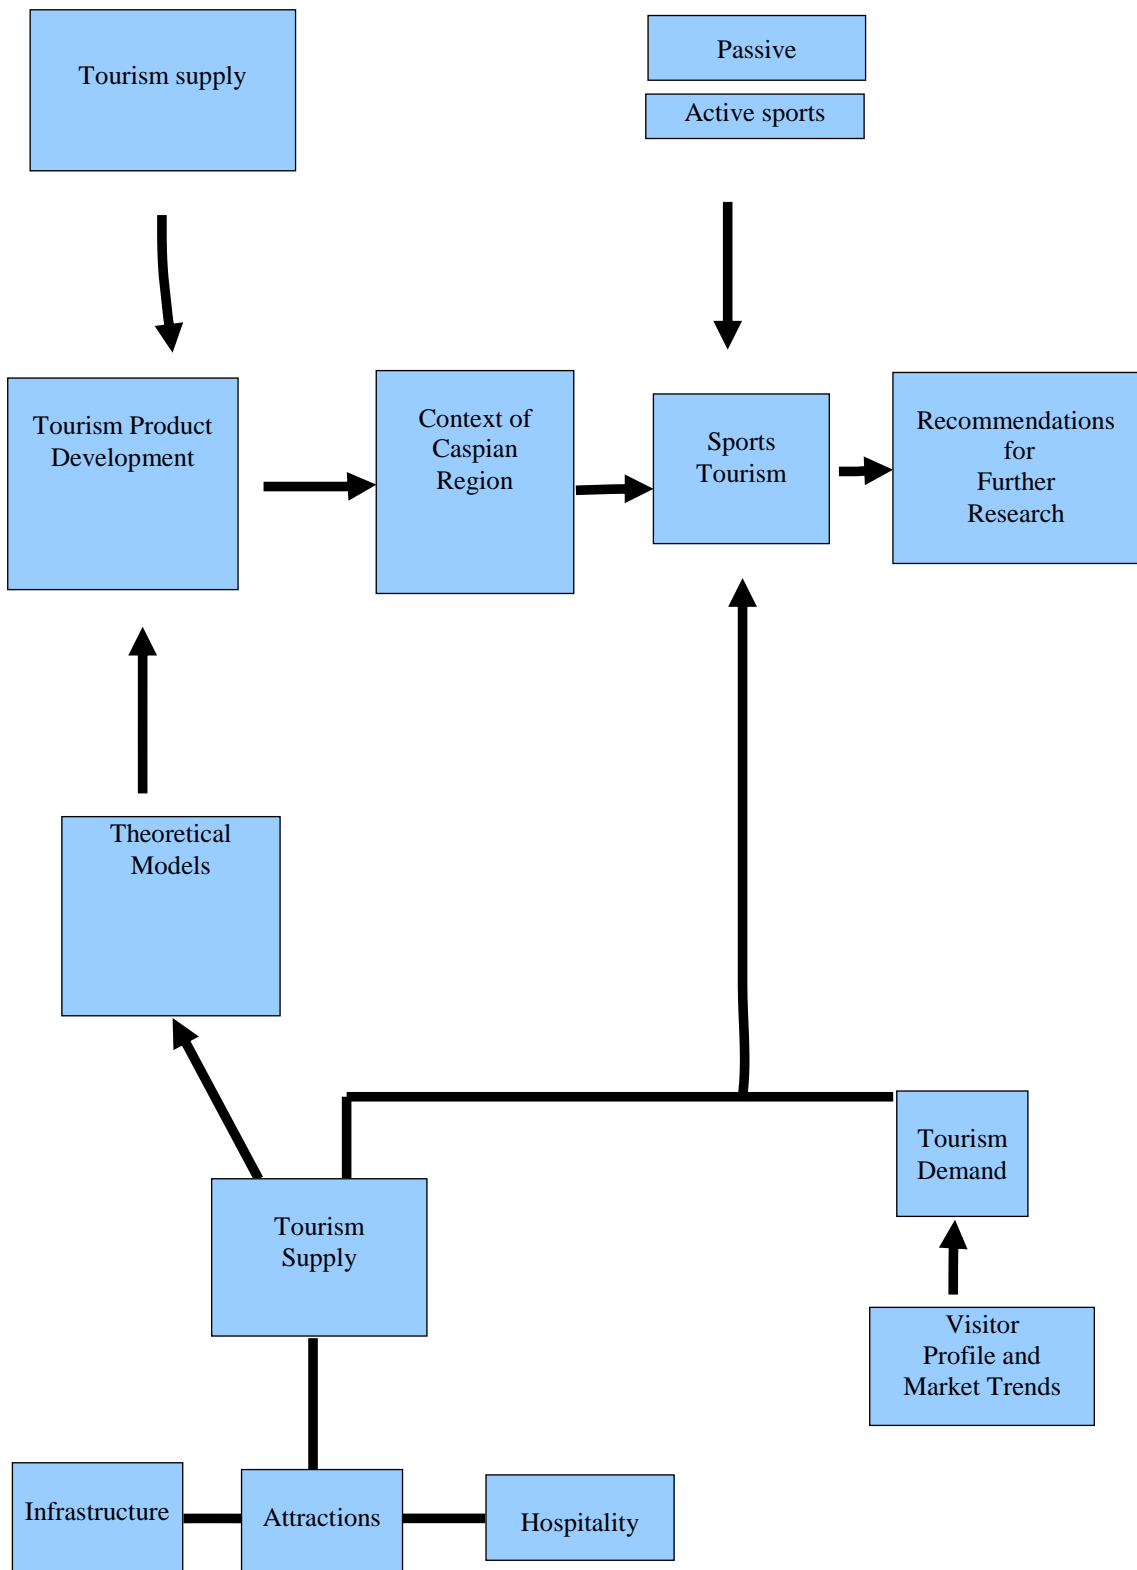 Tourism supply
Passive
Active sports
Tourism Product
Development
Context of
Caspian
Region
Sports
Tourism
Recommendations
for
Further
Research
Theoretical
Models
Tourism
Demand
Tourism
Supply
Visitor
Profile and
Market Trends
Infrastructure
Attractions
Hospitality